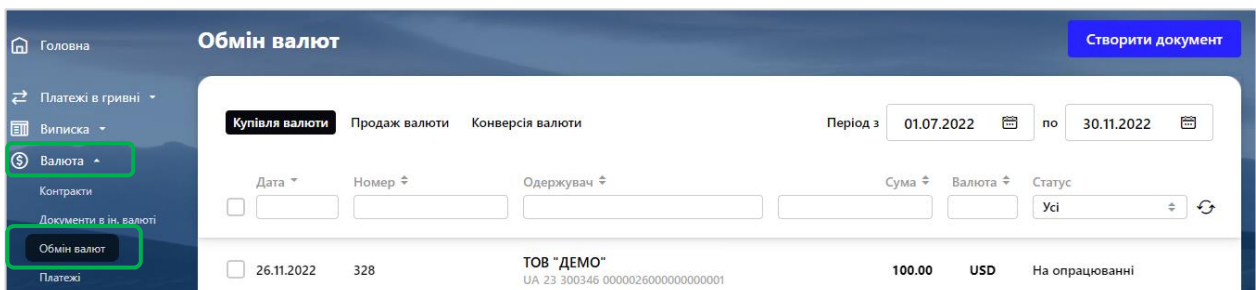 Головна
Обмін валют
Створити документ
Платежі в гривні
Виписка
Купівля валюти Продаж валюти Конверсія валюти Період з 01.07.2022 по 30.11.2022
Валюта
Контракти
Дата Номер Одержувач Сума Валюта Статус
Документи в ін. валюті
Усі
Обмін валют
Платежі
26.11.2022 328 ТОВ "ДЕМО" 100.00 USD На опрацюванні
UA 23 300346 0000026000000000001